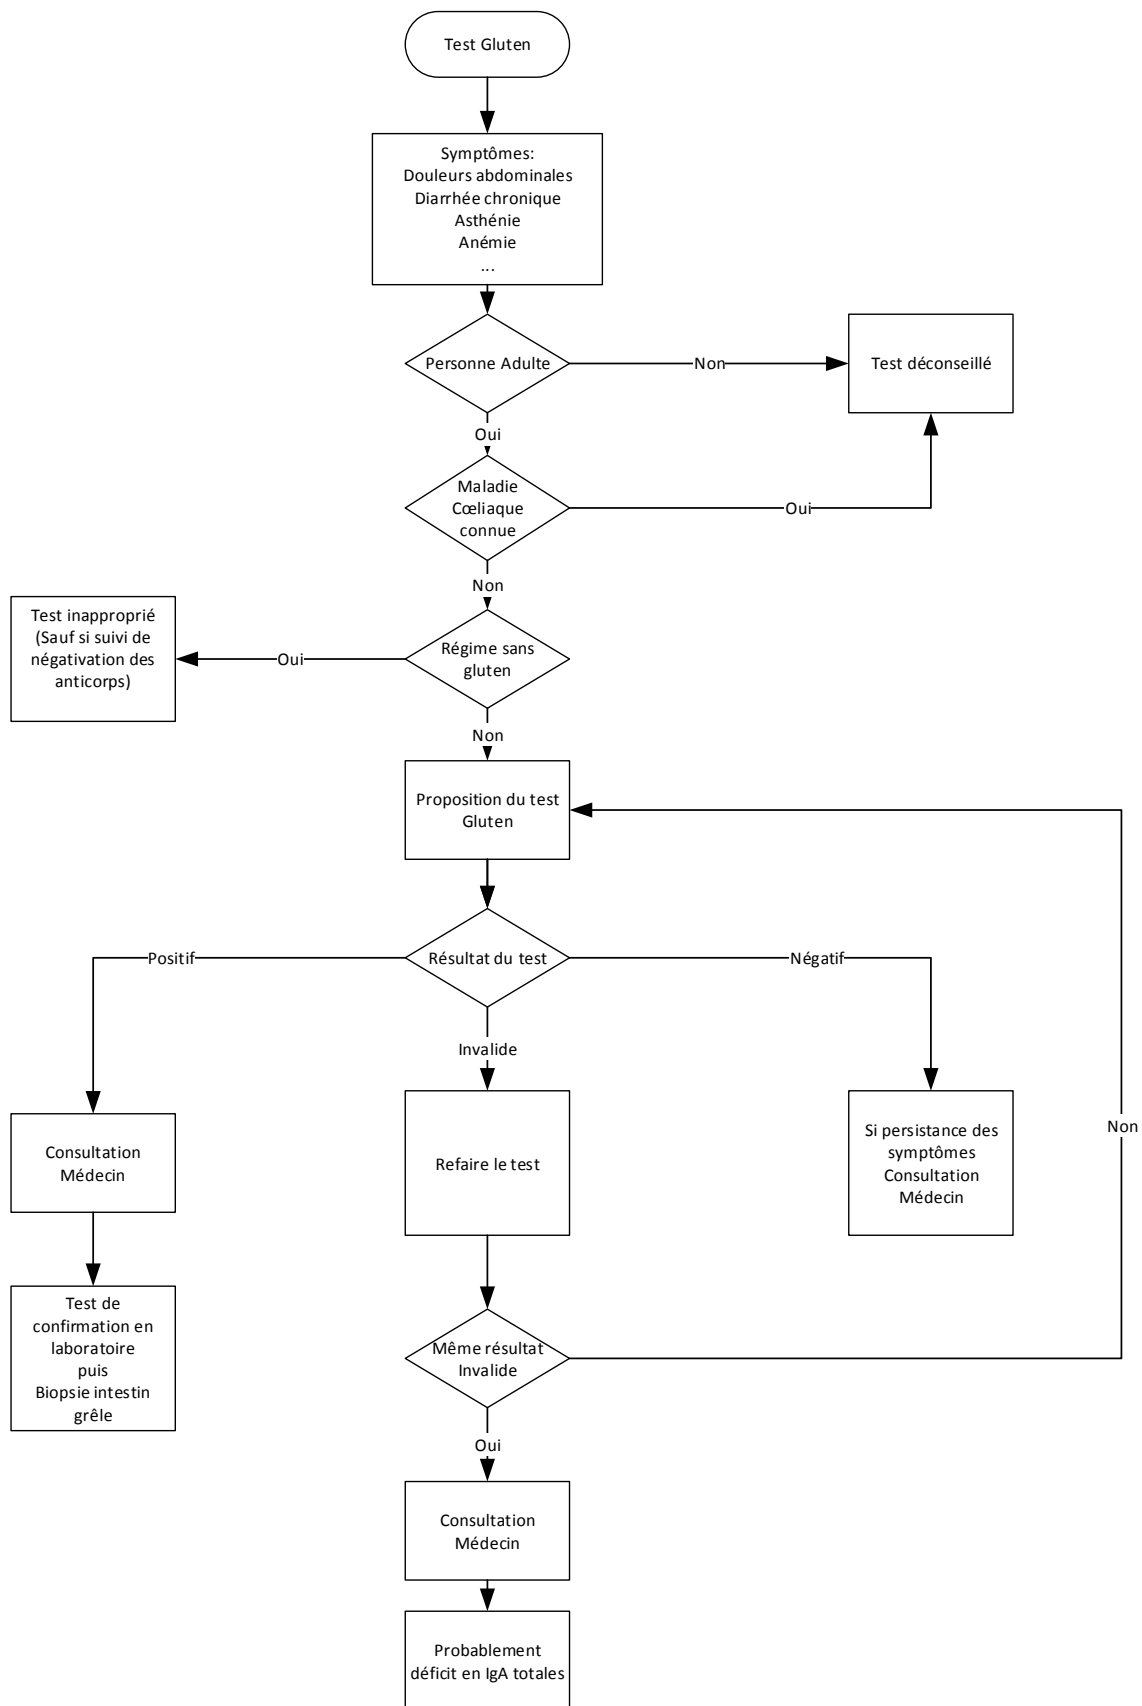 Test Gluten
Symptômes:
Douleurs abdominales
Diarrhée chronique
Asthénie
Anémie
...
Personne Adulte
Non
Test déconseillé
Oui
Maladie
Cœliaque
connue
Oui
Non
Test inapproprié
(Sauf si suivi de
négativation des
anticorps)
Oui
Régime sans
gluten
Non
Proposition du test
Gluten
Positif
Résultat du test
Négatif
Invalide
Consultation
Médecin
Refaire le test
Si persistance des
symptômes
Consultation
Médecin
Non
Test de
confirmation en
laboratoire
puis
Biopsie intestin
grêle
Même résultat
Invalide
Oui
Consultation
Médecin
Probablement
déficit en IgA totales